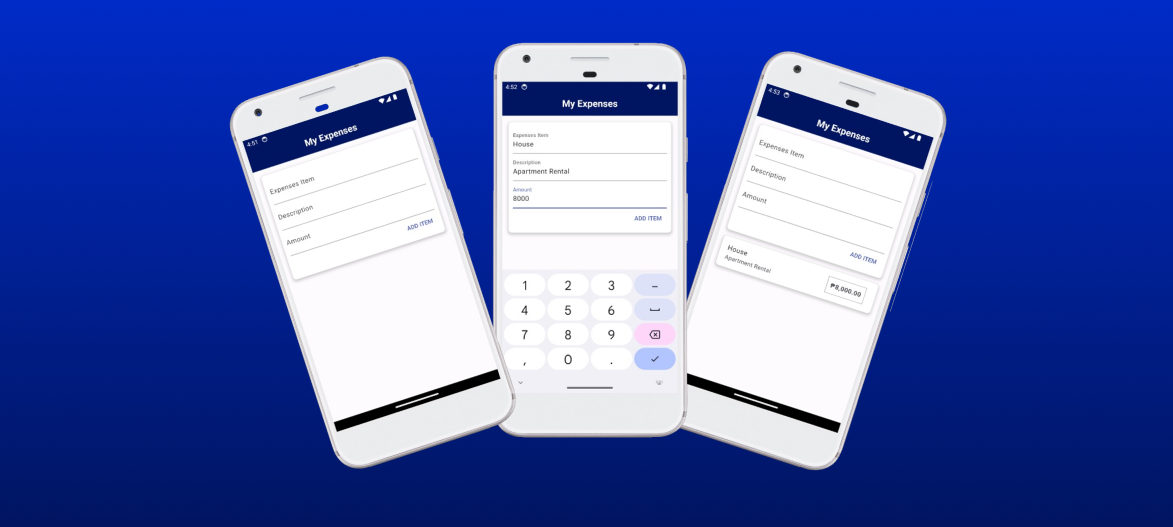 4:51
My Expenses
Expenses Item
Description
Amount
ADD ITEM
4:52
My Expenses
Expenses Item
House
Description
Apartment Rental
Amount
8000
ADD ITEM
1 2 3 –
4 5 6
7 8 9
, 0 .
4:53
My Expenses
Expenses Item
Description
Amount
ADD ITEM
House
Apartment Rental
₱8,000.00